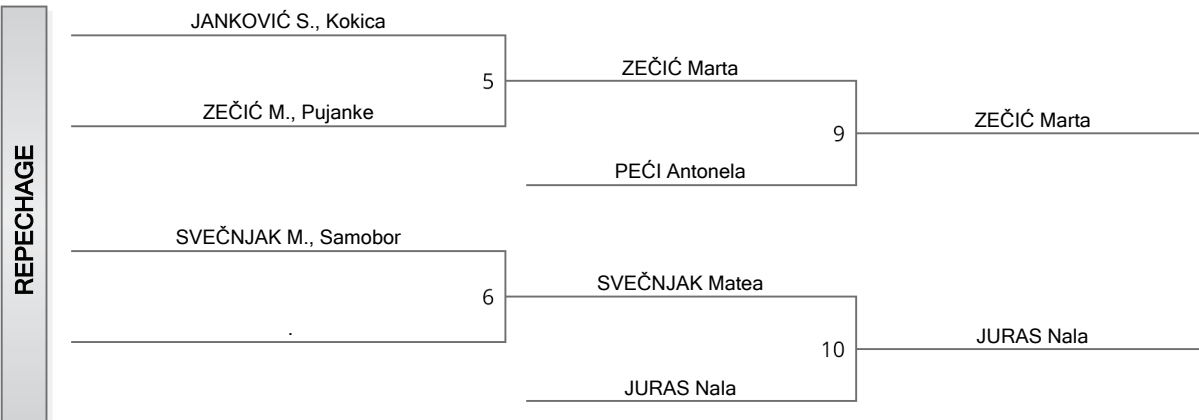 REPECHAGE
JANKOVIĆ S., Kokica
5
ZEČIĆ Marta
ZEČIĆ M., Pujanke
9
ZEČIĆ Marta
PEĆI Antonela
SVEČNJAK M., Samobor
6
SVEČNJAK Matea
.
10
JURAS Nala
JURAS Nala